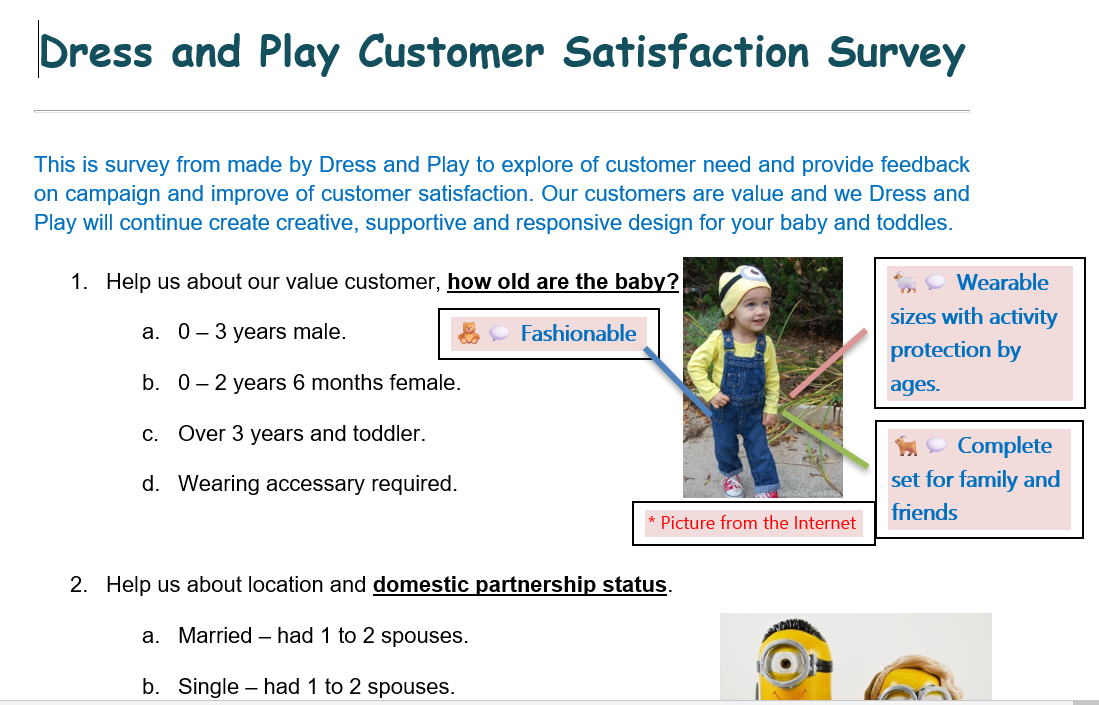 Dress and Play Customer Satisfaction Survey
This is survey from made by Dress and Play to explore of customer need and provide feedback
on campaign and improve of customer satisfaction. Our customers are value and we Dress and
Play will continue create creative, supportive and responsive design for your baby and toddles.
1. Help us about our value customer, how old are the baby?
a. 0 – 3 years male.
b. 0 – 2 years 6 months female.
c. Over 3 years and toddler.
d. Wearing accessary required.
Fashionable
Wearable
sizes with activity
protection by
ages.
Complete
set for family and
friends
* Picture from the Internet
2. Help us about location and domestic partnership status.
a. Married – had 1 to 2 spouses.
b. Single – had 1 to 2 spouses.